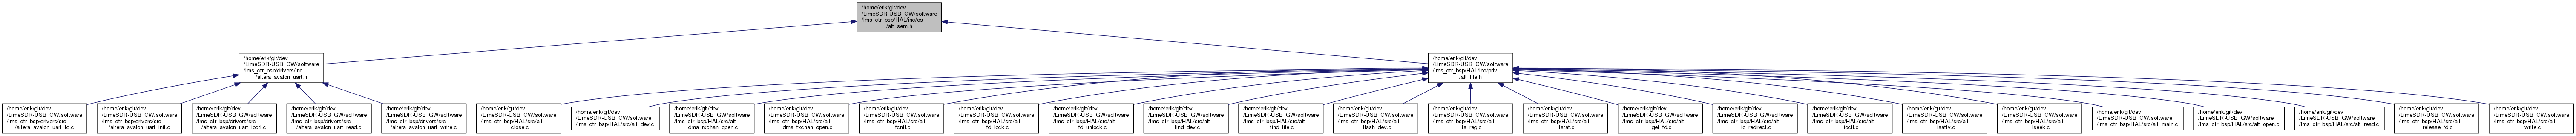 /home/erik/git/dev
/LimeSDR-USB_GW/software
/lms_ctr_bsp/HAL/inc/os
/alt_sem.h
/home/erik/git/dev
/LimeSDR-USB_GW/software
/lms_ctr_bsp/drivers/inc
/altera_avalon_uart.h
/home/erik/git/dev
/LimeSDR-USB_GW/software
/lms_ctr_bsp/HAL/inc/priv
/alt_file.h
/home/erik/git/dev
/LimeSDR-USB_GW/software
/lms_ctr_bsp/drivers/src
/altera_avalon_uart_fd.c
/home/erik/git/dev
/LimeSDR-USB_GW/software
/lms_ctr_bsp/drivers/src
/altera_avalon_uart_init.c
/home/erik/git/dev
/LimeSDR-USB_GW/software
/lms_ctr_bsp/drivers/src
/altera_avalon_uart_ioctl.c
/home/erik/git/dev
/LimeSDR-USB_GW/software
/lms_ctr_bsp/drivers/src
/altera_avalon_uart_read.c
/home/erik/git/dev
/LimeSDR-USB_GW/software
/lms_ctr_bsp/drivers/src
/altera_avalon_uart_write.c
/home/erik/git/dev
/LimeSDR-USB_GW/software
/lms_ctr_bsp/HAL/src/alt
_close.c
/home/erik/git/dev
/LimeSDR-USB_GW/software
/lms_ctr_bsp/HAL/src/alt_dev.c
/home/erik/git/dev
/LimeSDR-USB_GW/software
/lms_ctr_bsp/HAL/src/alt
_dma_rxchan_open.c
/home/erik/git/dev
/LimeSDR-USB_GW/software
/lms_ctr_bsp/HAL/src/alt
_dma_txchan_open.c
/home/erik/git/dev
/LimeSDR-USB_GW/software
/lms_ctr_bsp/HAL/src/alt
_fcntl.c
/home/erik/git/dev
/LimeSDR-USB_GW/software
/lms_ctr_bsp/HAL/src/alt
_fd_lock.c
/home/erik/git/dev
/LimeSDR-USB_GW/software
/lms_ctr_bsp/HAL/src/alt
_fd_unlock.c
/home/erik/git/dev
/LimeSDR-USB_GW/software
/lms_ctr_bsp/HAL/src/alt
_find_dev.c
/home/erik/git/dev
/LimeSDR-USB_GW/software
/lms_ctr_bsp/HAL/src/alt
_find_file.c
/home/erik/git/dev
/LimeSDR-USB_GW/software
/lms_ctr_bsp/HAL/src/alt
_flash_dev.c
/home/erik/git/dev
/LimeSDR-USB_GW/software
/lms_ctr_bsp/HAL/src/alt
_fs_reg.c
/home/erik/git/dev
/LimeSDR-USB_GW/software
/lms_ctr_bsp/HAL/src/alt
_fstat.c
/home/erik/git/dev
/LimeSDR-USB_GW/software
/lms_ctr_bsp/HAL/src/alt
_get_fd.c
/home/erik/git/dev
/LimeSDR-USB_GW/software
/lms_ctr_bsp/HAL/src/alt
_io_redirect.c
/home/erik/git/dev
/LimeSDR-USB_GW/software
/lms_ctr_bsp/HAL/src/alt
_ioctl.c
/home/erik/git/dev
/LimeSDR-USB_GW/software
/lms_ctr_bsp/HAL/src/alt
_isatty.c
/home/erik/git/dev
/LimeSDR-USB_GW/software
/lms_ctr_bsp/HAL/src/alt
_lseek.c
/home/erik/git/dev
/LimeSDR-USB_GW/software
/lms_ctr_bsp/HAL/src/alt_main.c
/home/erik/git/dev
/LimeSDR-USB_GW/software
/lms_ctr_bsp/HAL/src/alt_open.c
/home/erik/git/dev
/LimeSDR-USB_GW/software
/lms_ctr_bsp/HAL/src/alt_read.c
/home/erik/git/dev
/LimeSDR-USB_GW/software
/lms_ctr_bsp/HAL/src/alt
_release_fd.c
/home/erik/git/dev
/LimeSDR-USB_GW/software
/lms_ctr_bsp/HAL/src/alt
_write.c